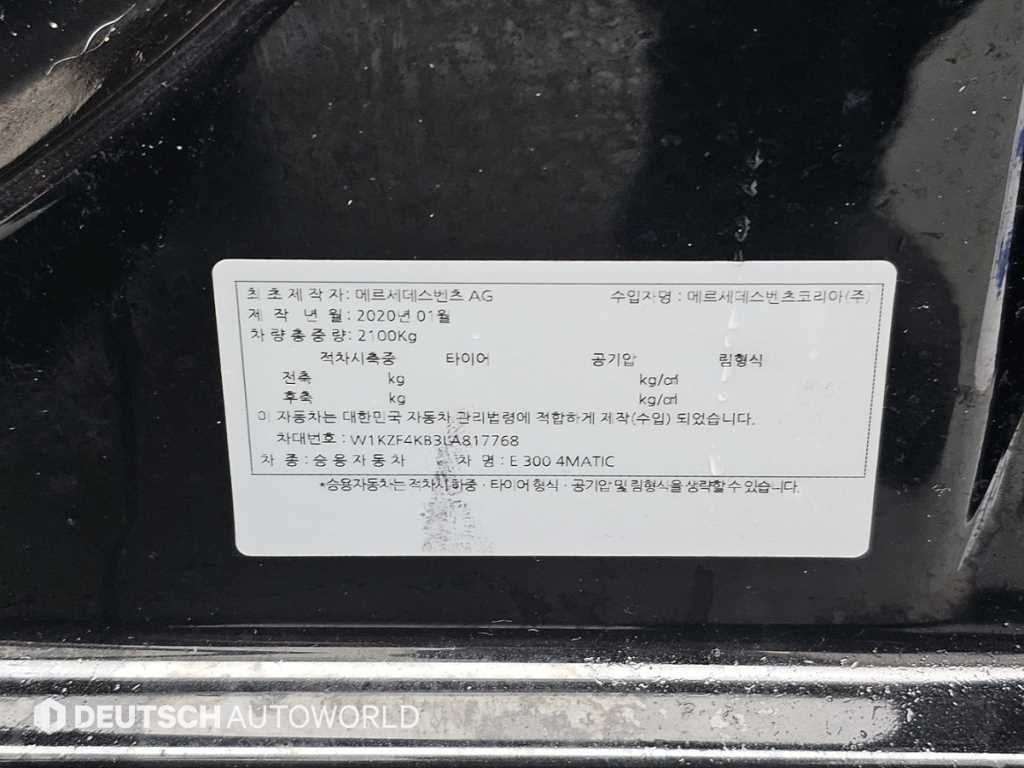 최초제작자: 메르세데스벤츠 AG 수입자명 : 메르세데스벤츠코리아(주)
제 작 년 월: 2020년 01월
차 량 총 중 량: 2100Kg
적차시축중 타이어 공기압 림형식
전축 kg kg/㎠
후축 kg kg/㎠
이 자동차는 대한민국 자동차 관리법령에 적합하게 제작(수입) 되었습니다.
차대번호 : W1KZF4KB3LA817768
차 종 : 승용자동차 차 명 : E 300 4MATIC
*승용자동차는 적차시하중 · 타이어형식 · 공기압 및 림형식을 생략할 수 있습니다.
DEUTSCH AUTOWORLD